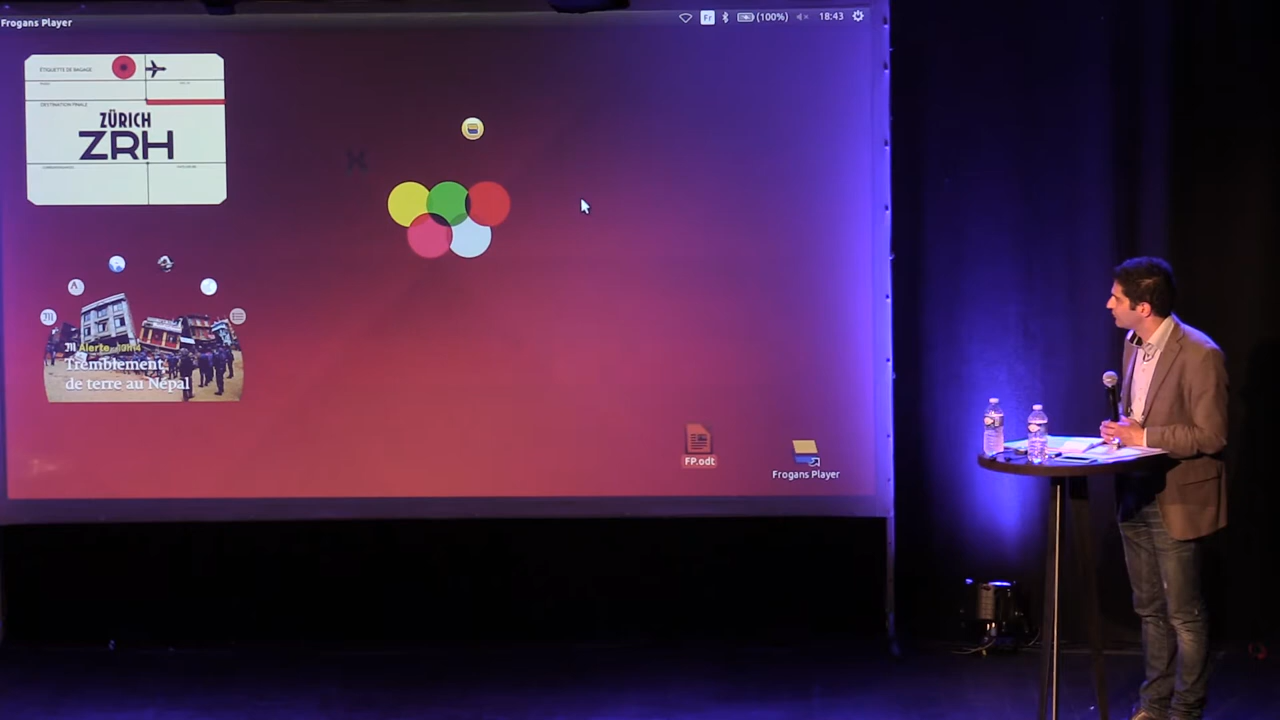 Frogans Player
Fr
(100%)
18:43
ÉTIQUETTE DE BAGAGE
DESTINATION FINALE
ZÜRICH
ZRH
A
Alerte, 13h14
Tremblement
de terre au Népal
FP.odt
Frogans Player